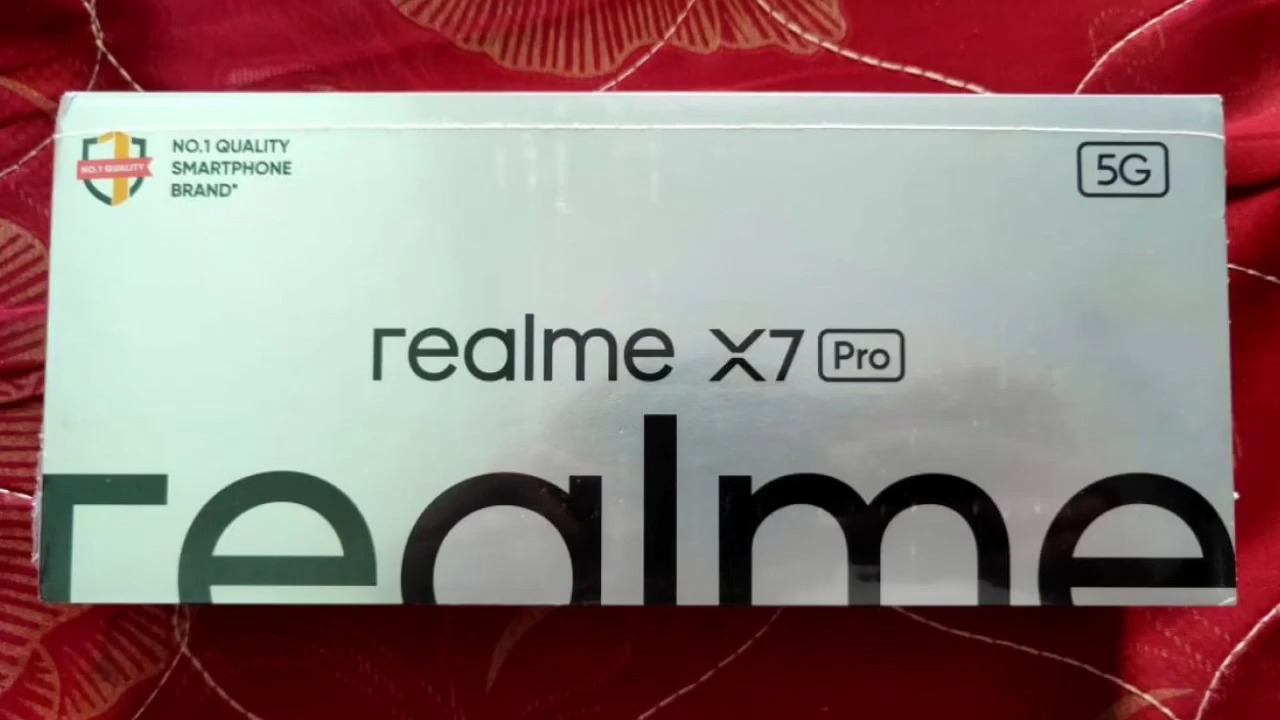 NO.1 QUALITY
NO.1 QUALITY
SMARTPHONE
BRAND*
5G
realme X7 Pro
realme